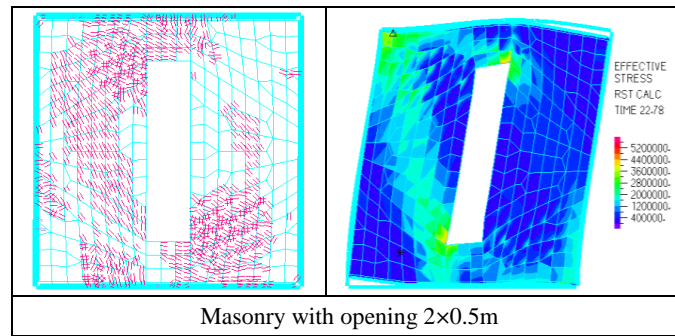 EFFECTIVE
STRESS
RST CALC
TIME 22.78
5200000.
4400000.
3600000.
2800000.
2000000.
1200000.
400000.
Masonry with opening 2×0.5m